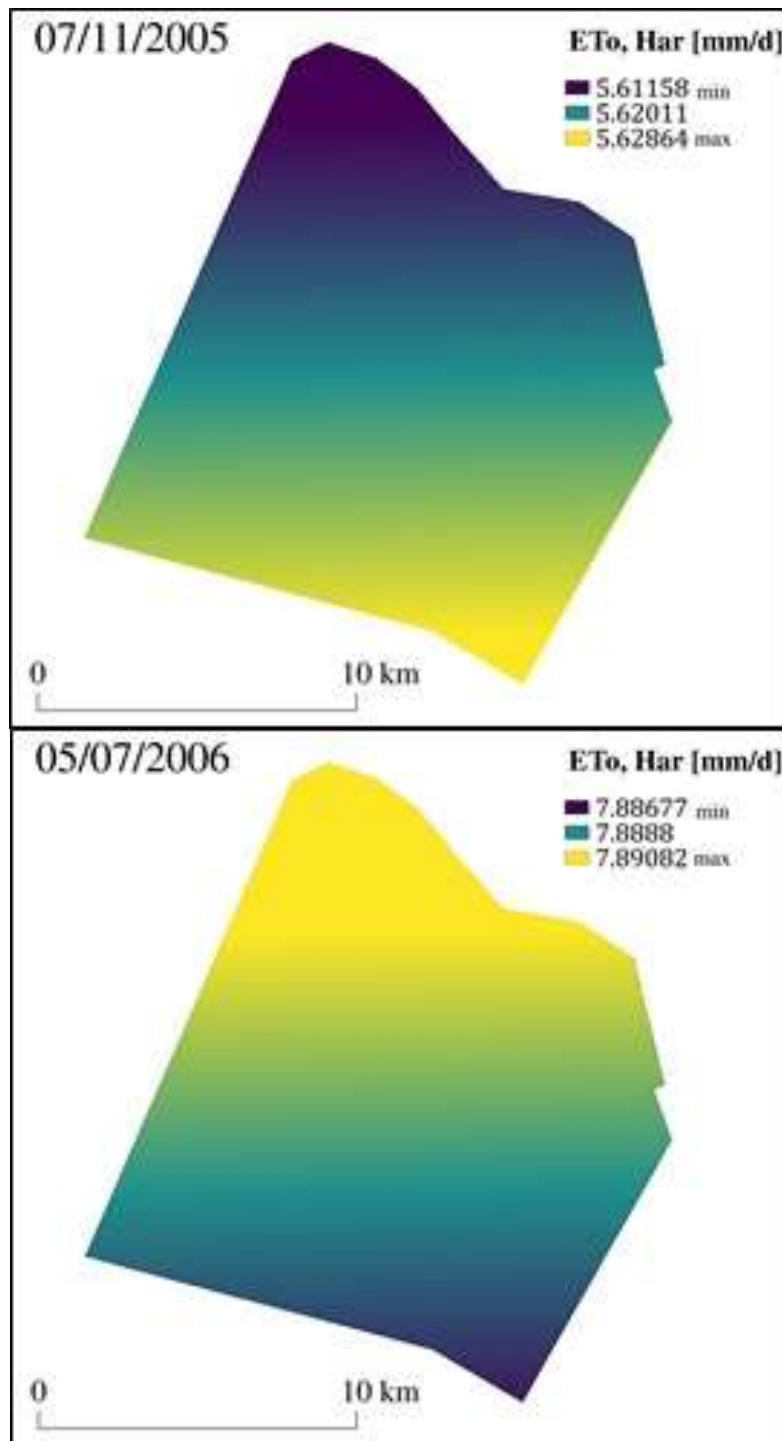 07/11/2005
ETo, Har [mm/d]
5.61158 min
5.62011
5.62864 max
0 10 km
05/07/2006
ETo, Har [mm/d]
7.88677 min
7.8888
7.89082 max
0 10 km